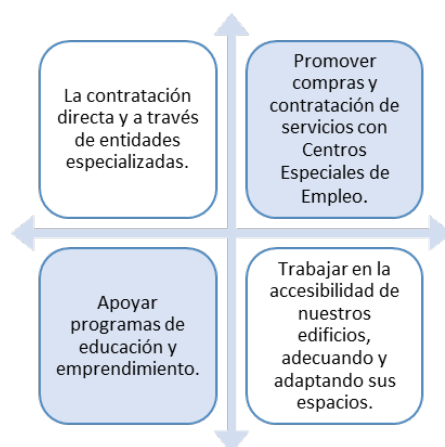 La contratación
directa y a través
de entidades
especializadas.
Promover
compras y
contratación de
servicios con
Centros
Especiales de
Empleo.
Apoyar
programas de
educación y
emprendimiento.
Trabajar en la
accesibilidad de
nuestros
edificios,
adecuando y
adaptando sus
espacios.